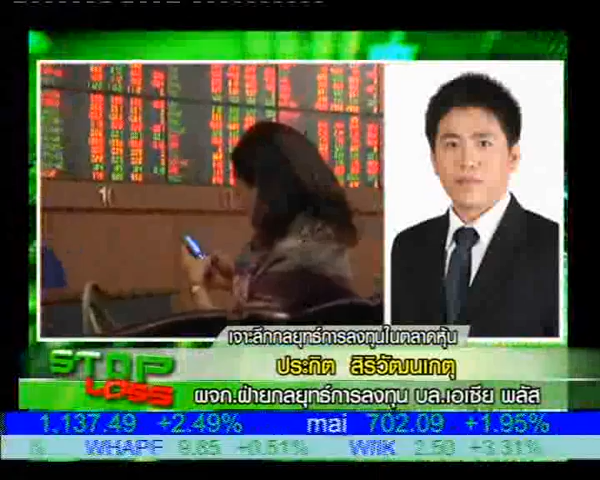 เจาะลึกกลยุทธ์การลงทุนในตลาดหุ้น
STOP LOSS
ประกิต สิริวัฒนเกตุ
ผจก.ฝ่ายกลยุทธ์การลงทุน บล.เอเซีย พลัส
1,137.49 +2.49% mai 702.09 +1.95%
% WHAPF 9.85 +0.51% WIIK 2.50 +3.31%